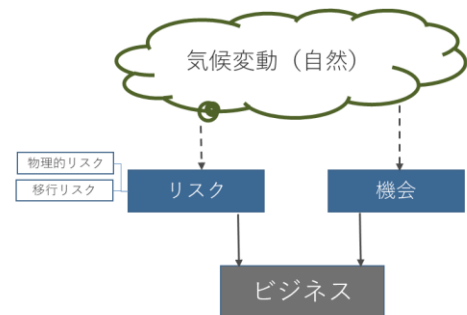 気候変動（自然）
物理的リスク
移行リスク
リスク
機会
ビジネス